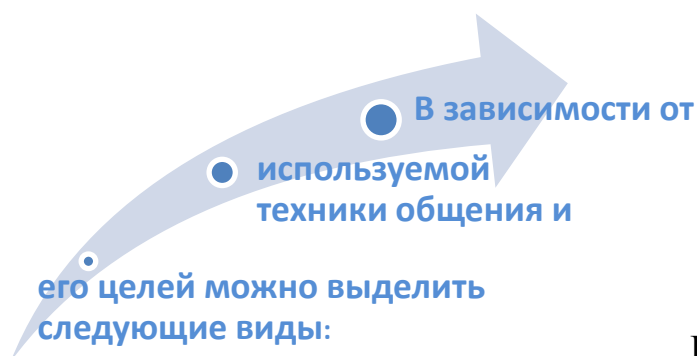 В зависимости от
используемой
техники общения и
его целей можно выделить
следующие виды: